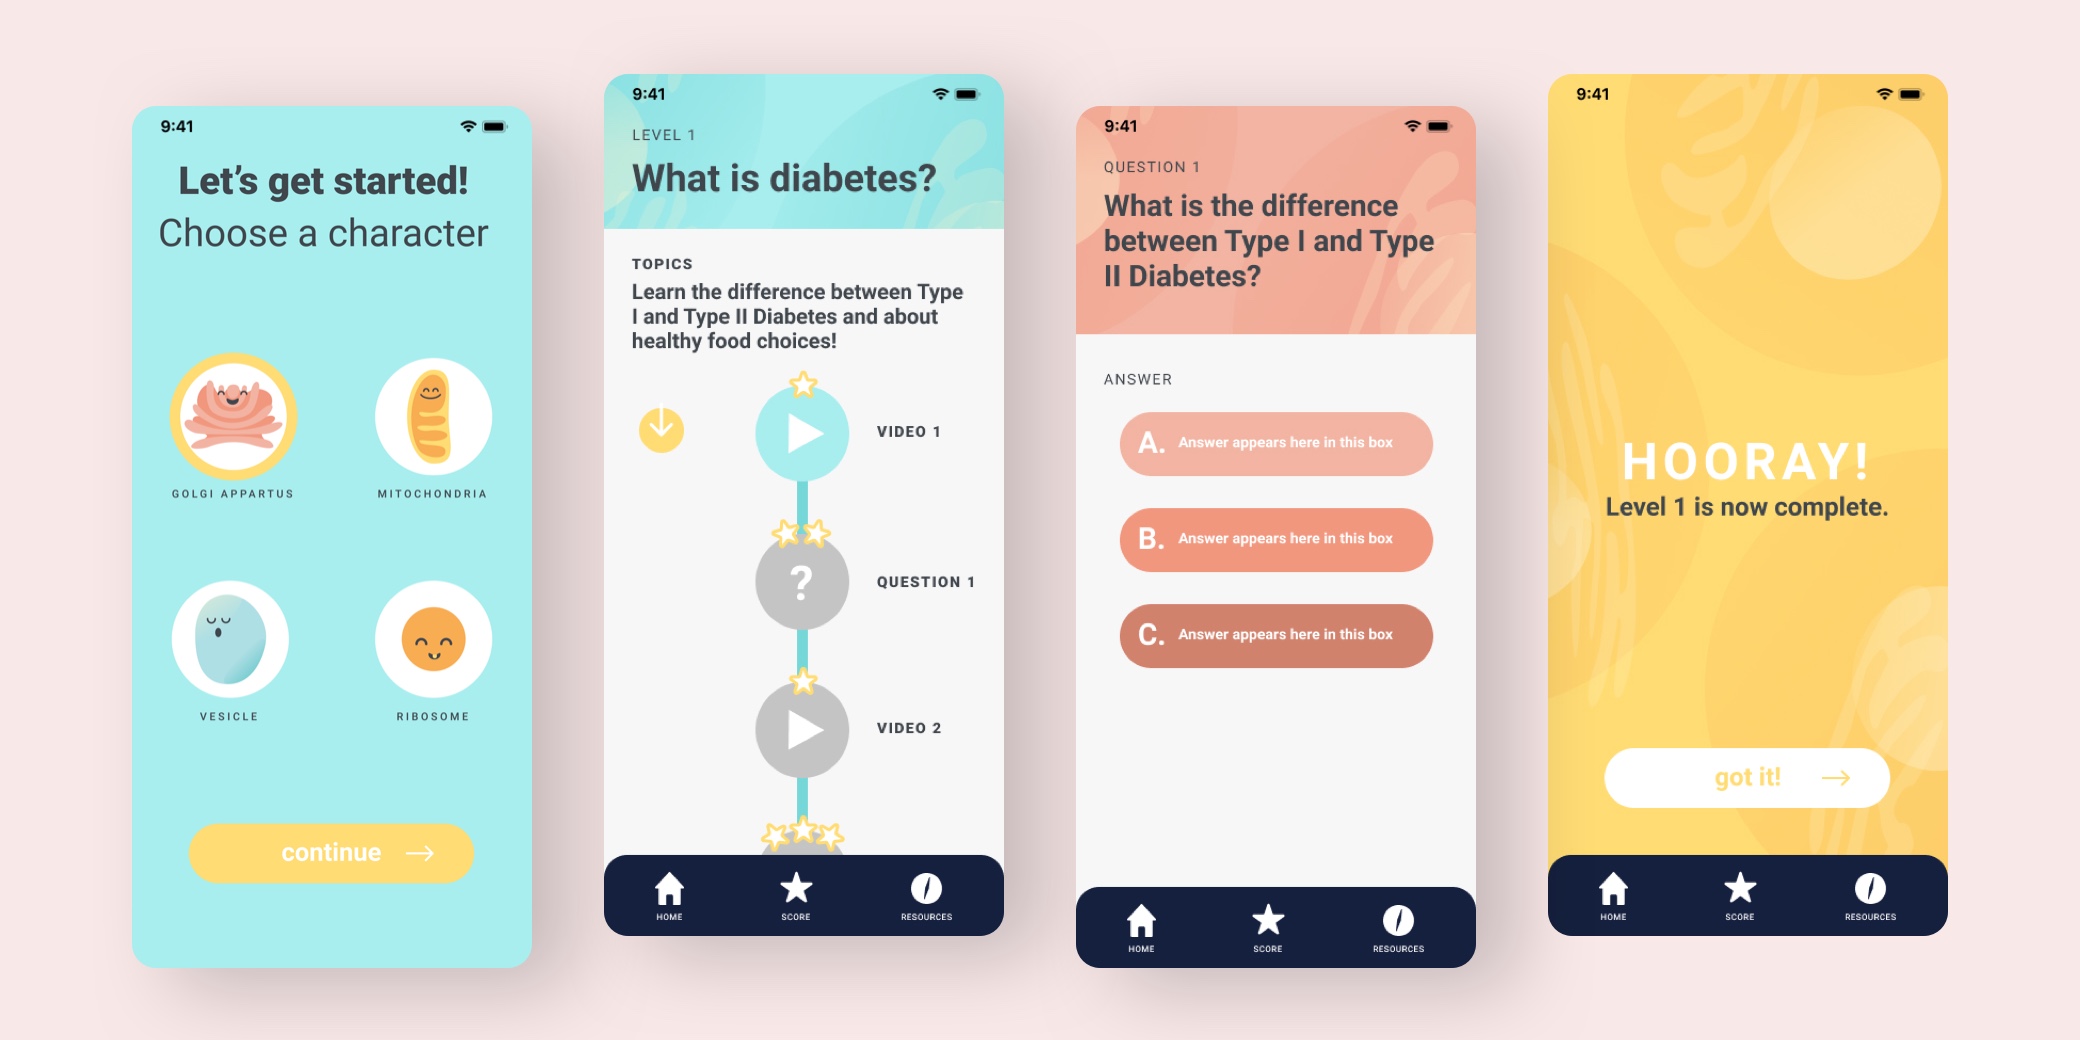 9:41
Let's get started!
Choose a character
GOLGI APPARTUS
MITOCHONDRIA
VESICLE
RIBOSOME
continue
9:41
LEVEL 1
What is diabetes?
TOPICS
Learn the difference between Type
I and Type II Diabetes and about
healthy food choices!
VIDEO 1
?
QUESTION 1
VIDEO 2
HOME
SCORE
RESOURCES
9:41
QUESTION 1
What is the difference
between Type I and Type
II Diabetes?
ANSWER
A. Answer appears here in this box
B. Answer appears here in this box
C. Answer appears here in this box
HOME
SCORE
RESOURCES
9:41
HOORAY!
Level 1 is now complete.
got it!
HOME
SCORE
RESOURCES